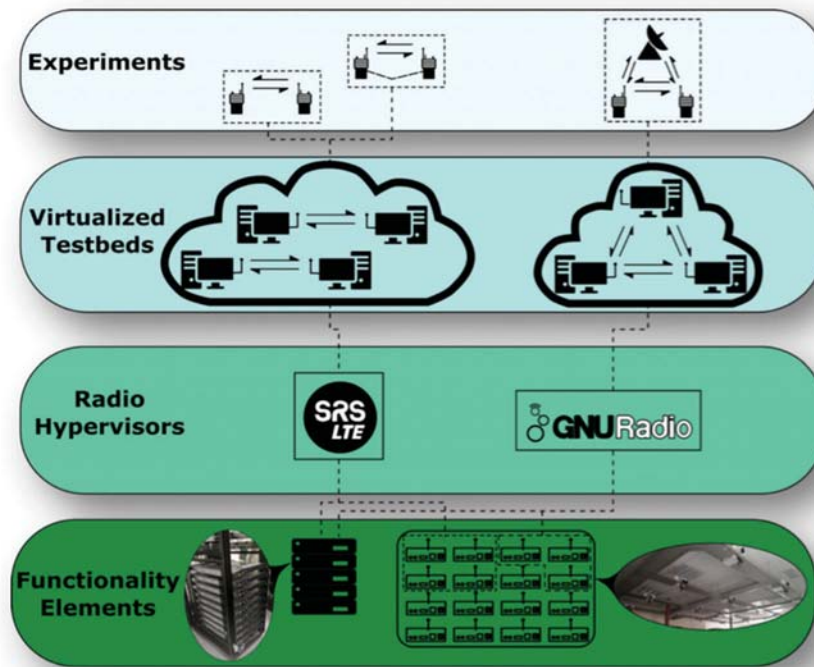 Experiments
Virtualized
Testbeds
Radio
Hypervisors
SRS
LTE
GNURadio
Functionality
Elements